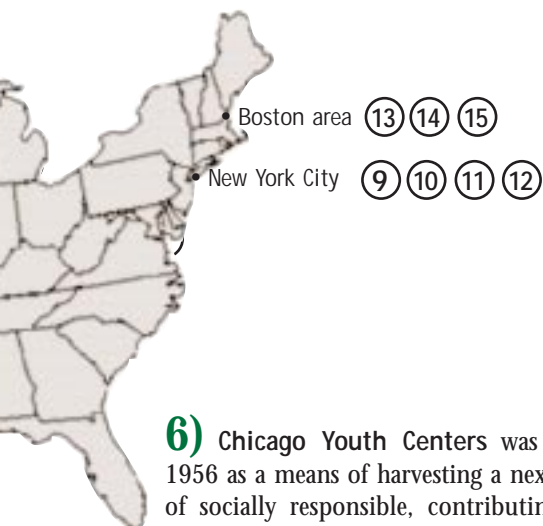 Boston area 13 14 15
New York City 9 10 11 12
6) Chicago Youth Centers was
1956 as a means of harvesting a nex
of socially responsible, contributin